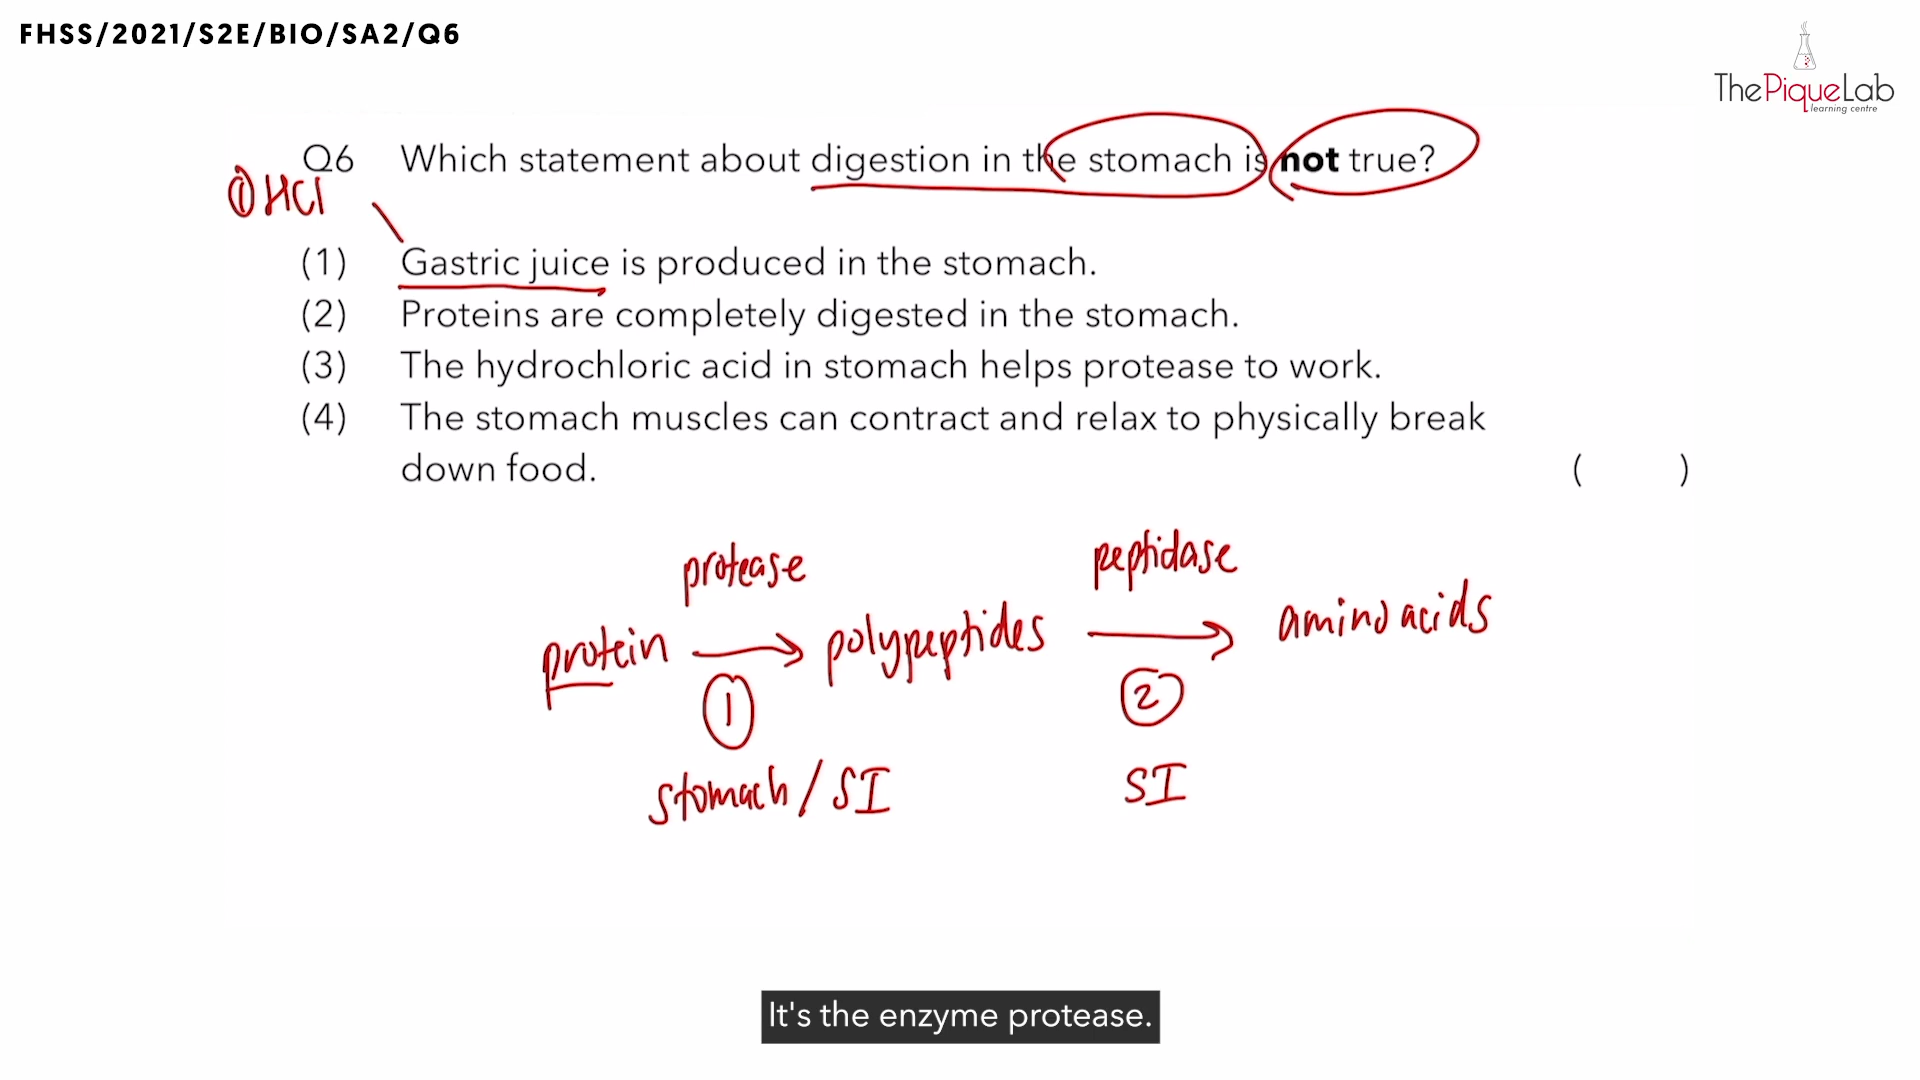 FHSS/2021/S2E/BIO/SA2/Q6
ThePiqueLab
learning centre
Q6 Which statement about digestion in the stomach is not true?
① HCl
(1) Gastric juice is produced in the stomach.
(2) Proteins are completely digested in the stomach.
(3) The hydrochloric acid in stomach helps protease to work.
(4) The stomach muscles can contract and relax to physically break
down food. ( )
protease peptidase
protein → polypeptides → amino acids
① ②
stomach / SI SI
It's the enzyme protease.